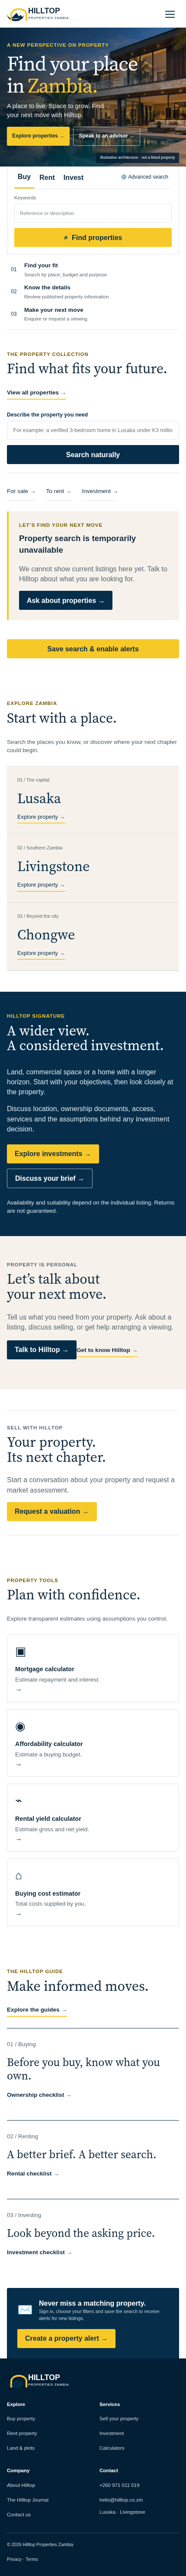 HILLTOP
PROPERTIES ZAMBIA
A NEW PERSPECTIVE ON PROPERTY
Find your place
in Zambia.
A place to live. Space to grow. Find
your next move with Hilltop.
Explore properties →
Speak to an advisor →
Illustrative architecture · not a listed property
Buy Rent Invest
Advanced search
Keywords
Reference or description
Find properties
01 Find your fit
Search by place, budget and purpose
02 Know the details
Review published property information
03 Make your next move
Enquire or request a viewing
THE PROPERTY COLLECTION
Find what fits your future.
View all properties →
Describe the property you need
For example: a verified 3-bedroom home in Lusaka under K3 millio
Search naturally
For sale → To rent → Investment →
LET'S FIND YOUR NEXT MOVE
Property search is temporarily
unavailable
We cannot show current listings here yet. Talk to
Hilltop about what you are looking for.
Ask about properties →
Save search & enable alerts
EXPLORE ZAMBIA
Start with a place.
Search the places you know, or discover where your next chapter
could begin.
01 / The capital
Lusaka
Explore property →
02 / Southern Zambia
Livingstone
Explore property →
03 / Beyond the city
Chongwe
Explore property →
HILLTOP SIGNATURE
A wider view.
A considered investment.
Land, commercial space or a home with a longer
horizon. Start with your objectives, then look closely at
the property.
Discuss location, ownership documents, access,
services and the assumptions behind any investment
decision.
Explore investments →
Discuss your brief →
Availability and suitability depend on the individual listing. Returns
are not guaranteed.
PROPERTY IS PERSONAL
Let's talk about
your next move.
Tell us what you need from your property. Ask about a
listing, discuss selling, or get help arranging a viewing.
Talk to Hilltop →
Get to know Hilltop →
SELL WITH HILLTOP
Your property.
Its next chapter.
Start a conversation about your property and request a
market assessment.
Request a valuation →
PROPERTY TOOLS
Plan with confidence.
Explore transparent estimates using assumptions you control.
Mortgage calculator
Estimate repayment and interest.
→
Affordability calculator
Estimate a buying budget.
→
Rental yield calculator
Estimate gross and net yield.
→
Buying cost estimator
Total costs supplied by you.
→
THE HILLTOP GUIDE
Make informed moves.
Explore the guides →
01 / Buying
Before you buy, know what you
own.
Ownership checklist →
02 / Renting
A better brief. A better search.
Rental checklist →
03 / Investing
Look beyond the asking price.
Investment checklist →
Never miss a matching property.
Sign in, choose your filters and save the search to receive
alerts for new listings.
Create a property alert →
HILLTOP
PROPERTIES ZAMBIA
Explore
Buy property
Rent property
Land & plots
Services
Sell your property
Investment
Calculators
Company
About Hilltop
The Hilltop Journal
Contact us
Contact
+260 971 011 019
hello@hilltop.co.zm
Lusaka · Livingstone
© 2026 Hilltop Properties Zambia
Privacy · Terms